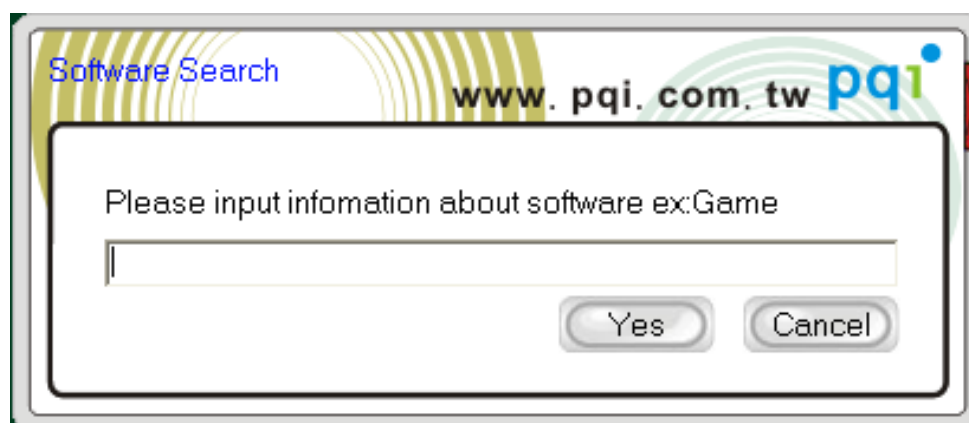 Software Search
www. pqi. com. tw pqi
Please input infomation about software ex:Game
Yes Cancel